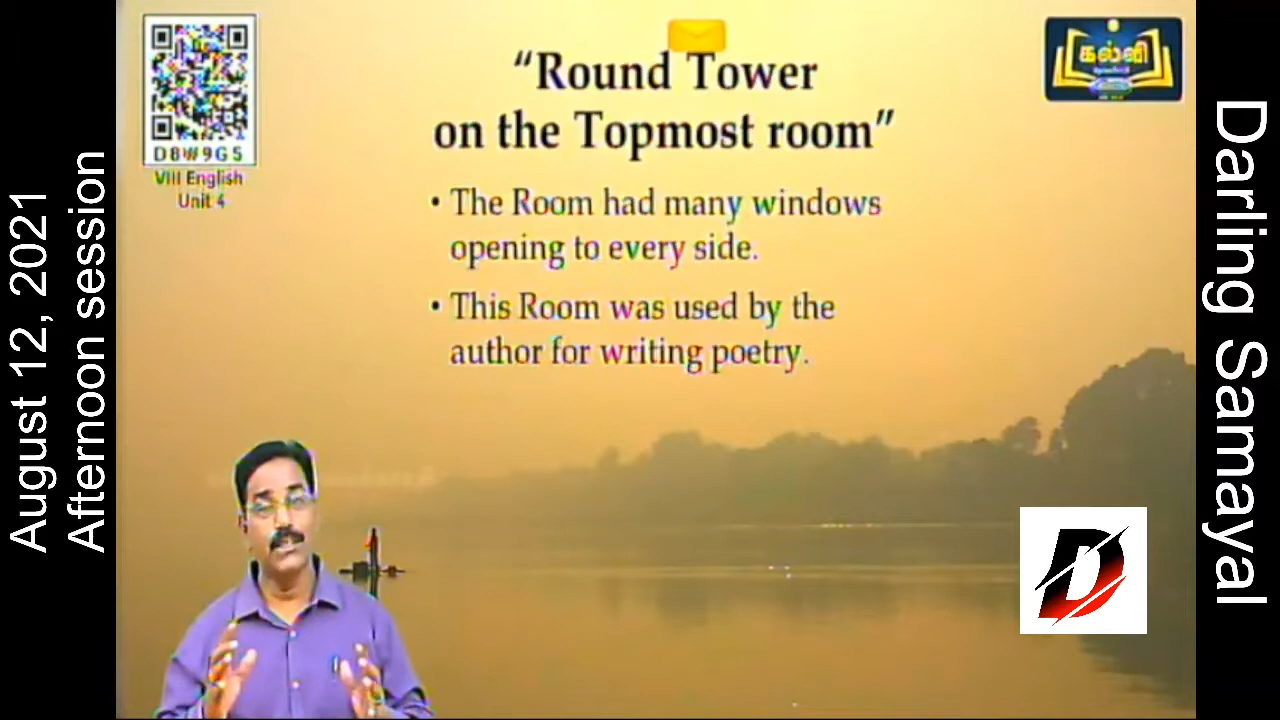 August 12, 2021
Afternoon session
D8W9G5
VIII English
Unit 4
“Round Tower
on the Topmost room”
• The Room had many windows
opening to every side.
• This Room was used by the
author for writing poetry.
கல்வி
Darling Samayal
D